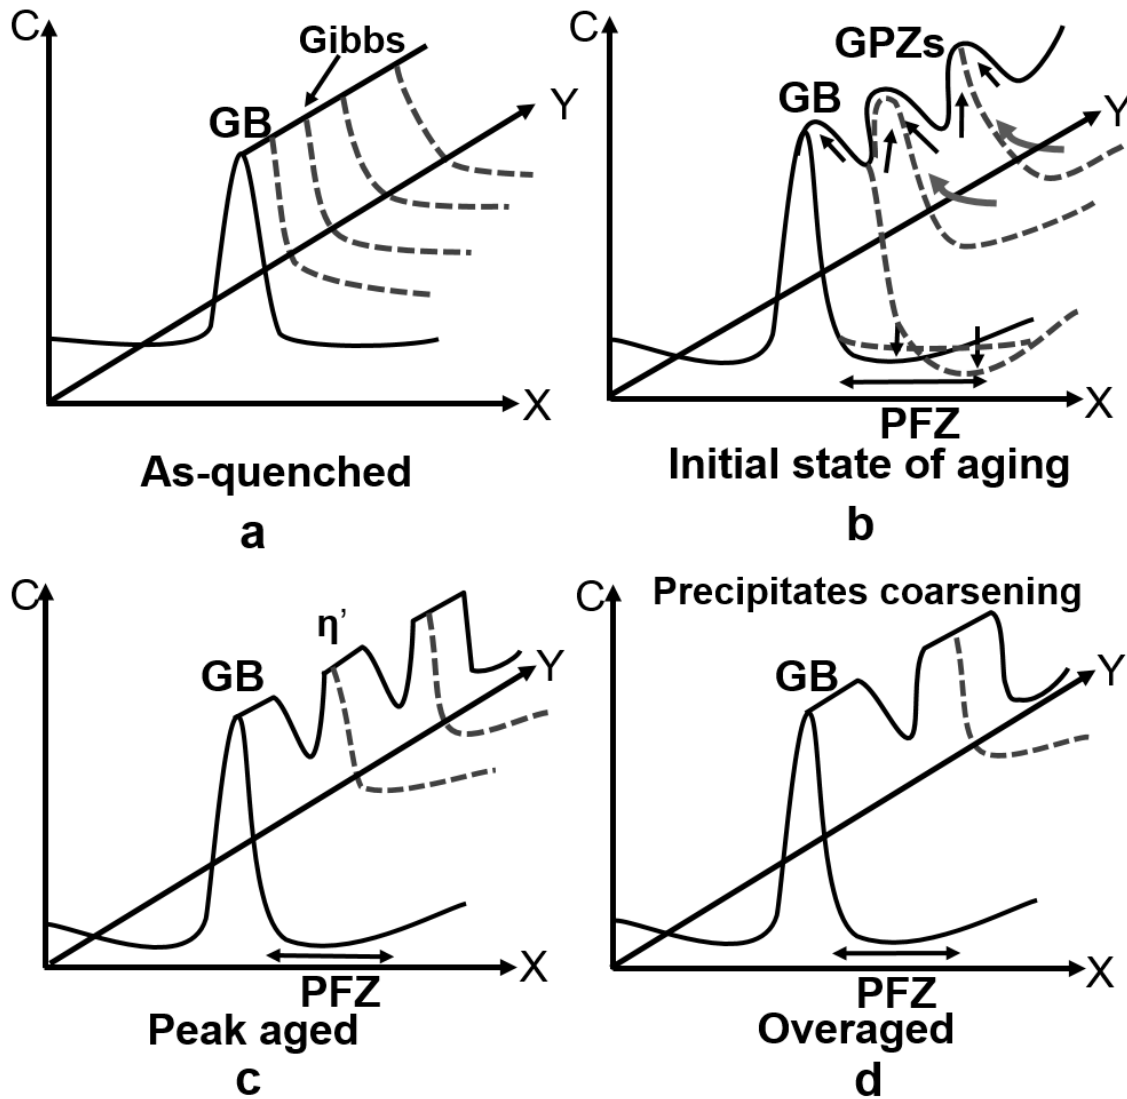 C
Gibbs
GB
Y
X
As-quenched
a
C
GPZs
GB
Y
X
PFZ
Initial state of aging
b
C
η’
GB
Y
X
PFZ
Peak aged
c
C
Precipitates coarsening
GB
Y
X
PFZ
Overaged
d